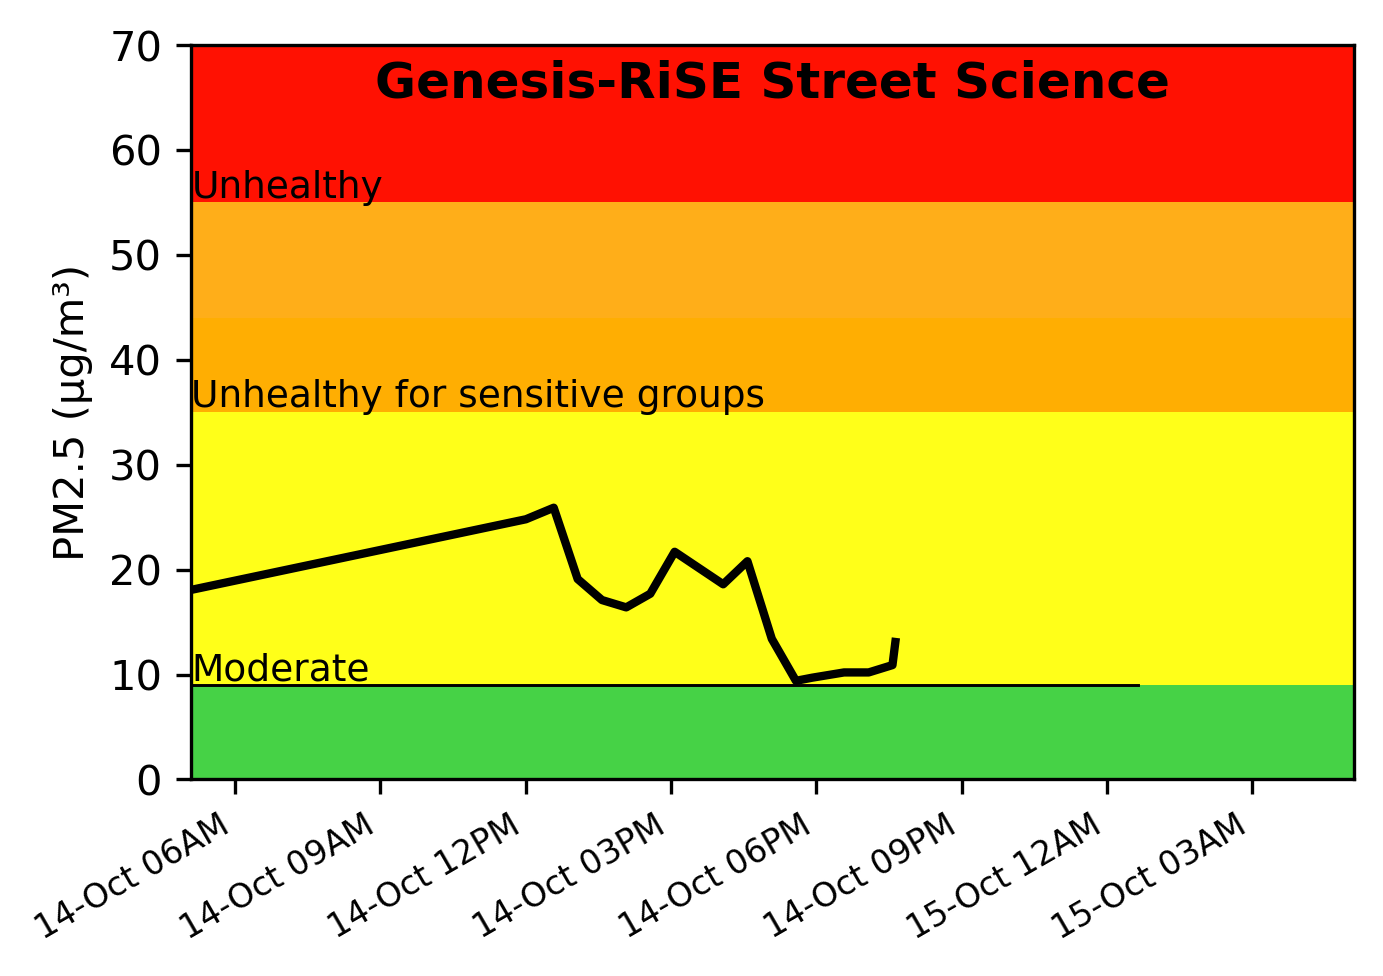 Genesis-RiSE Street Science
PM2.5 (µg/m³)
70
60
50
40
30
20
10
0
Unhealthy
Unhealthy for sensitive groups
Moderate
14-Oct 06AM
14-Oct 09AM
14-Oct 12PM
14-Oct 03PM
14-Oct 06PM
14-Oct 09PM
15-Oct 12AM
15-Oct 03AM